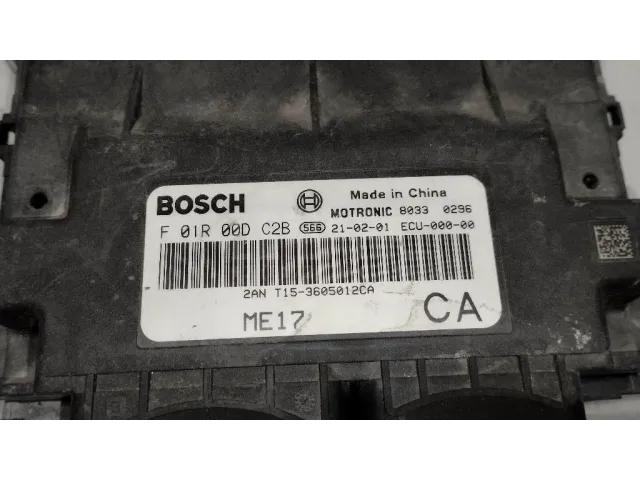 BOSCH Made in China
MOTRONIC 8033 0296
F 01R 00D C2B 566 21-02-01 ECU-000-00
2AN T15-3605012CA
ME17 CA